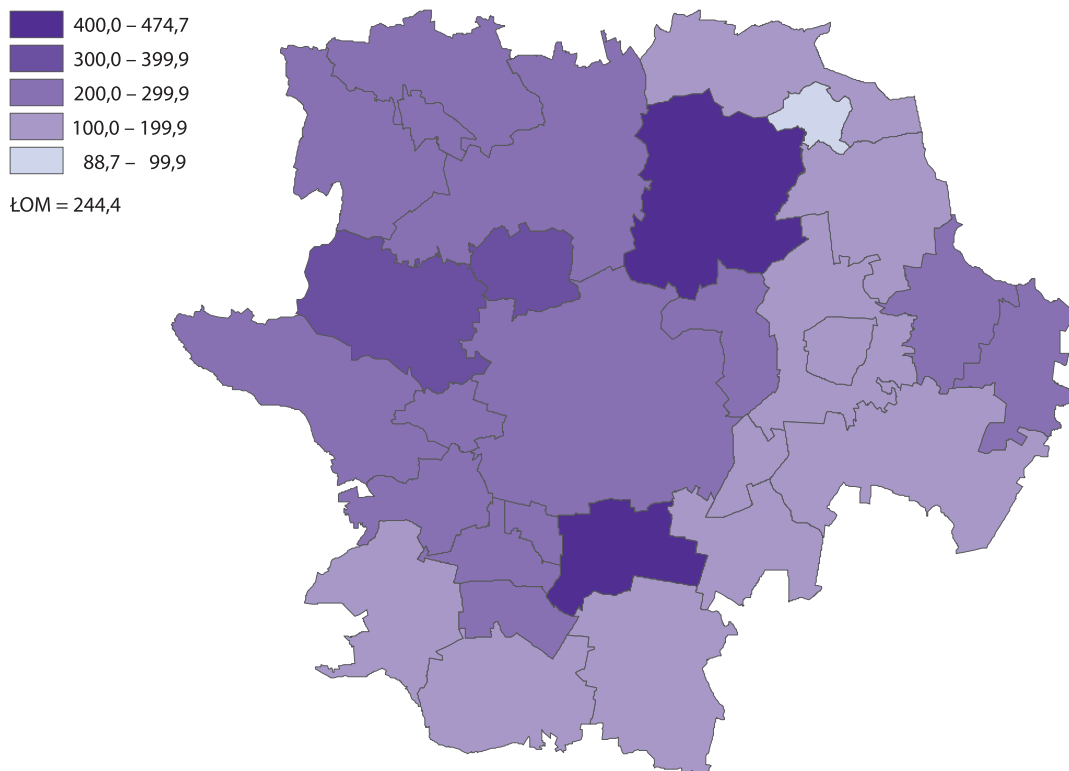 400,0 – 474,7
300,0 – 399,9
200,0 – 299,9
100,0 – 199,9
88,7 – 99,9
ŁOM = 244,4